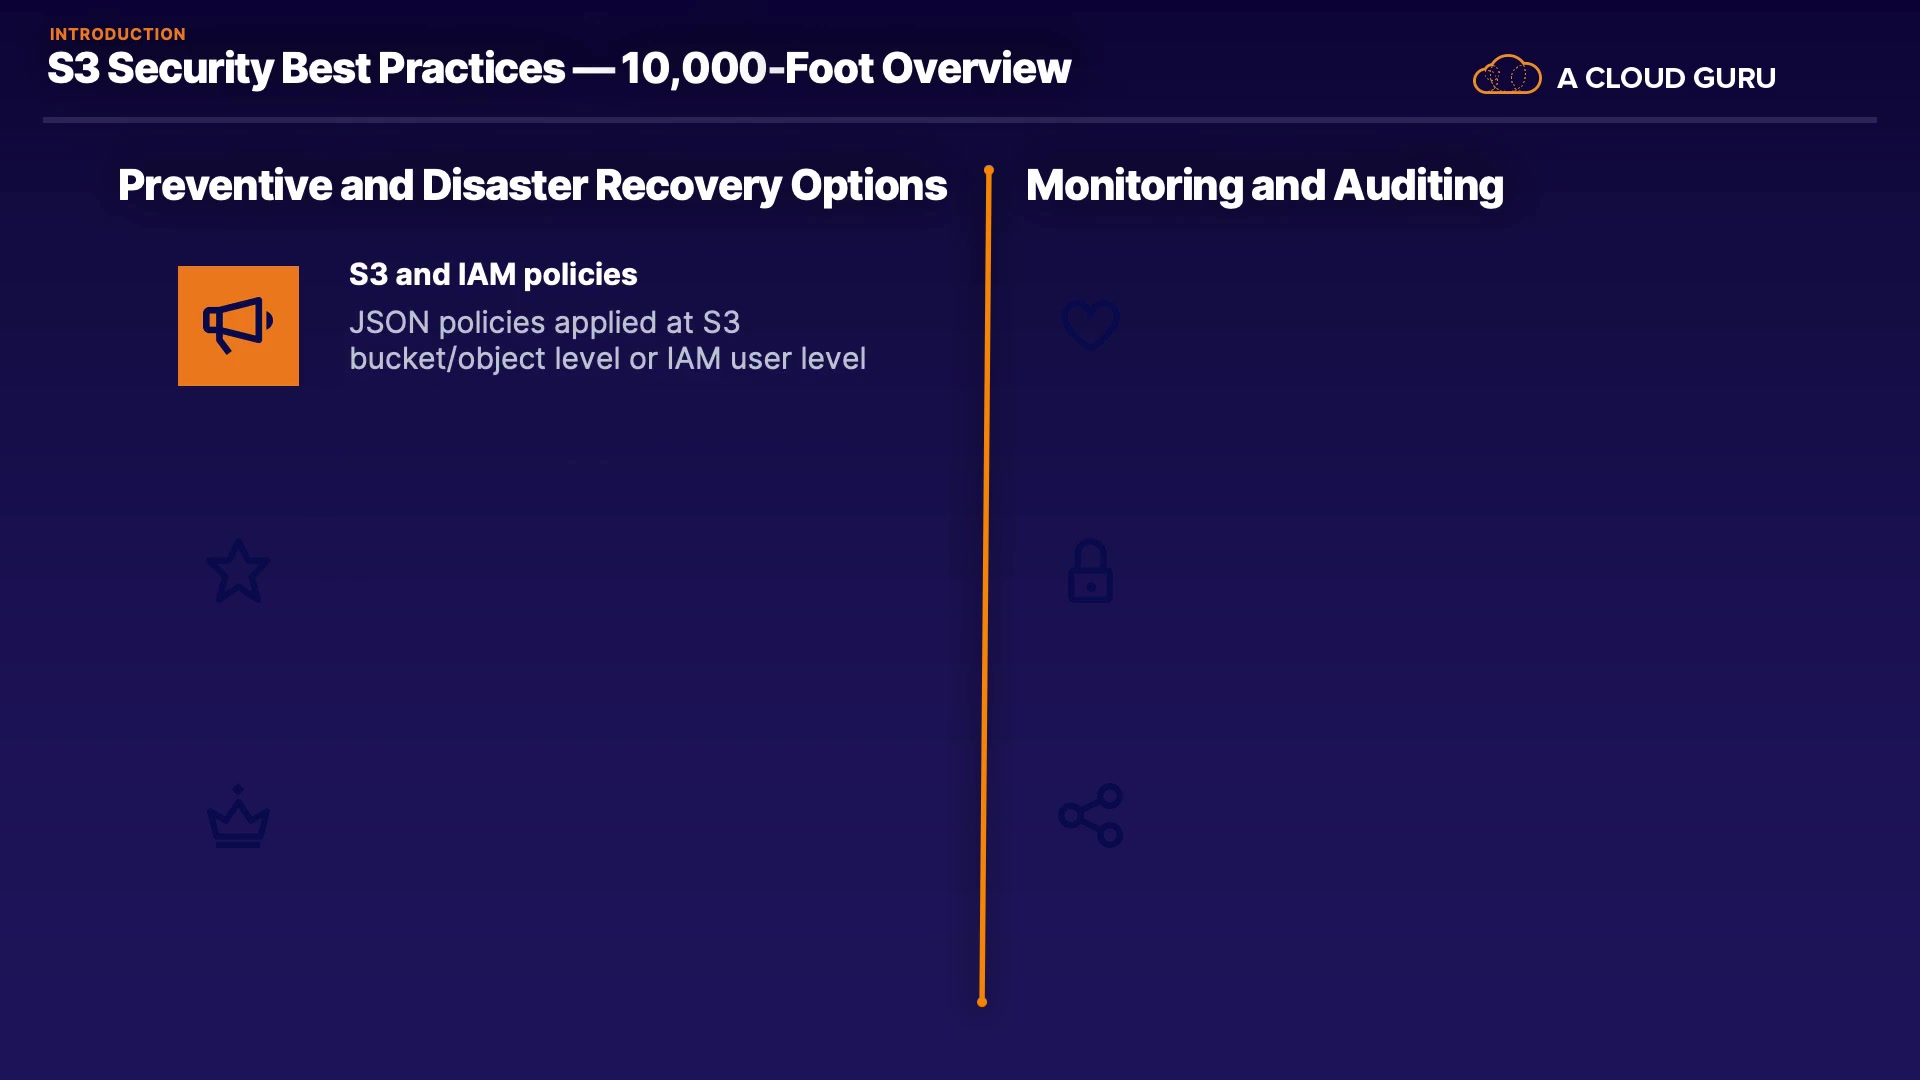 INTRODUCTION
S3 Security Best Practices — 10,000-Foot Overview
A CLOUD GURU
Preventive and Disaster Recovery Options
S3 and IAM policies
JSON policies applied at S3
bucket/object level or IAM user level
Monitoring and Auditing